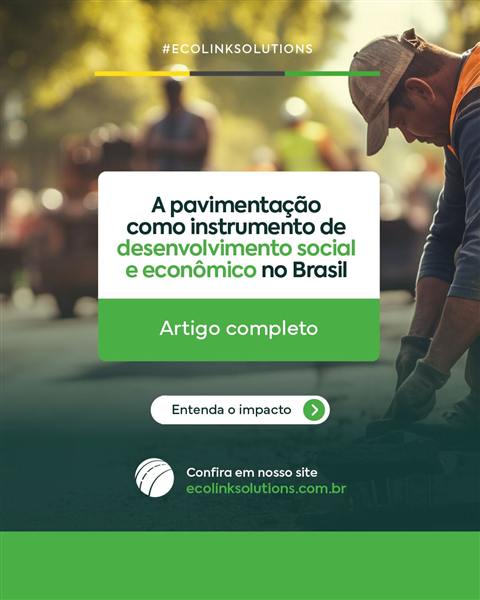 #ECOLINKSOLUTIONS
A pavimentação
como instrumento de
desenvolvimento social
e econômico no Brasil
Artigo completo
Entenda o impacto
Confira em nosso site
ecolinksolutions.com.br